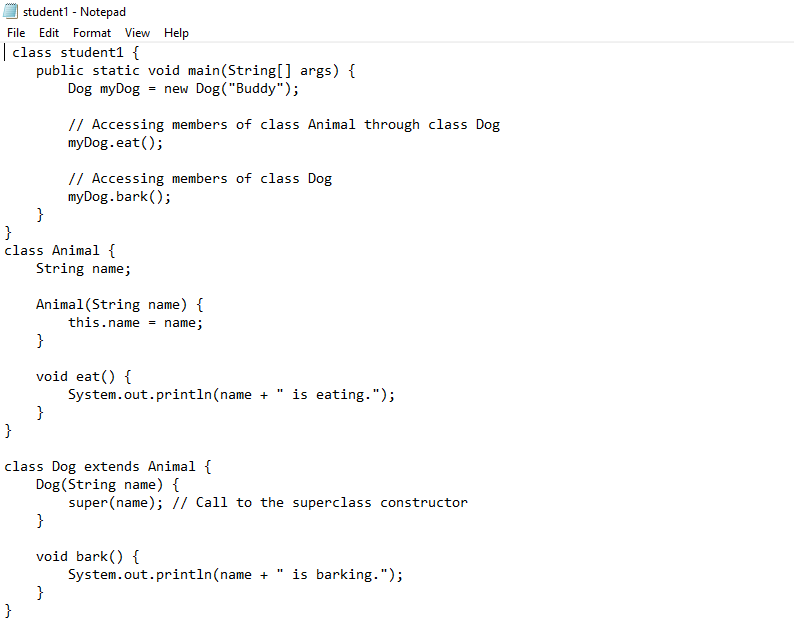 student1 - Notepad
File Edit Format View Help
class student1 {
    public static void main(String[] args) {
        Dog myDog = new Dog("Buddy");

        // Accessing members of class Animal through class Dog
        myDog.eat();

        // Accessing members of class Dog
        myDog.bark();
    }
}
class Animal {
    String name;

    Animal(String name) {
        this.name = name;
    }

    void eat() {
        System.out.println(name + " is eating.");
    }
}

class Dog extends Animal {
    Dog(String name) {
        super(name); // Call to the superclass constructor
    }

    void bark() {
        System.out.println(name + " is barking.");
    }
}